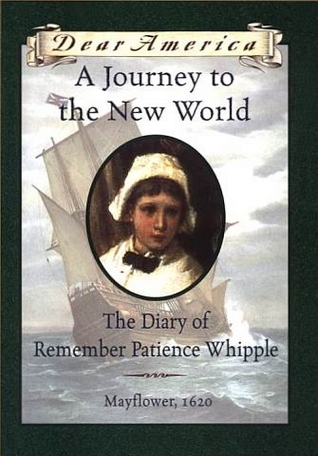 Dear America
A Journey to
the New World
The Diary of
Remember Patience Whipple
Mayflower, 1620